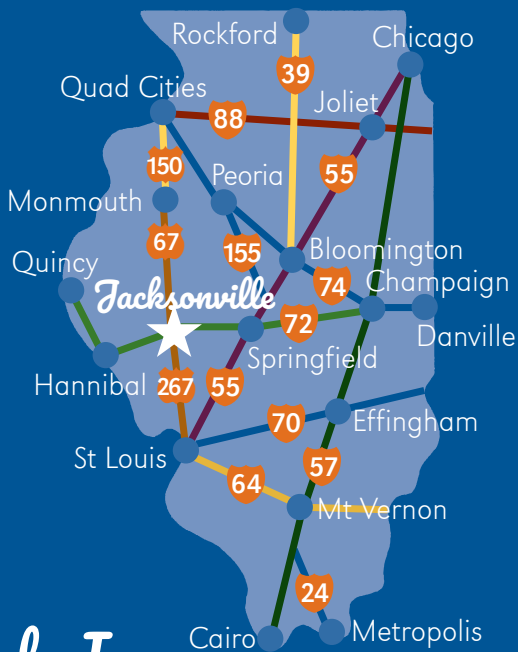 Rockford
Chicago
39
Quad Cities
Joliet
88
150
55
Peoria
Monmouth
67
155
Bloomington
Quincy
74
Jacksonville
Champaign
72
Danville
Springfield
Hannibal
267
55
70
Effingham
St Louis
57
64
Mt Vernon
24
Cairo
Metropolis